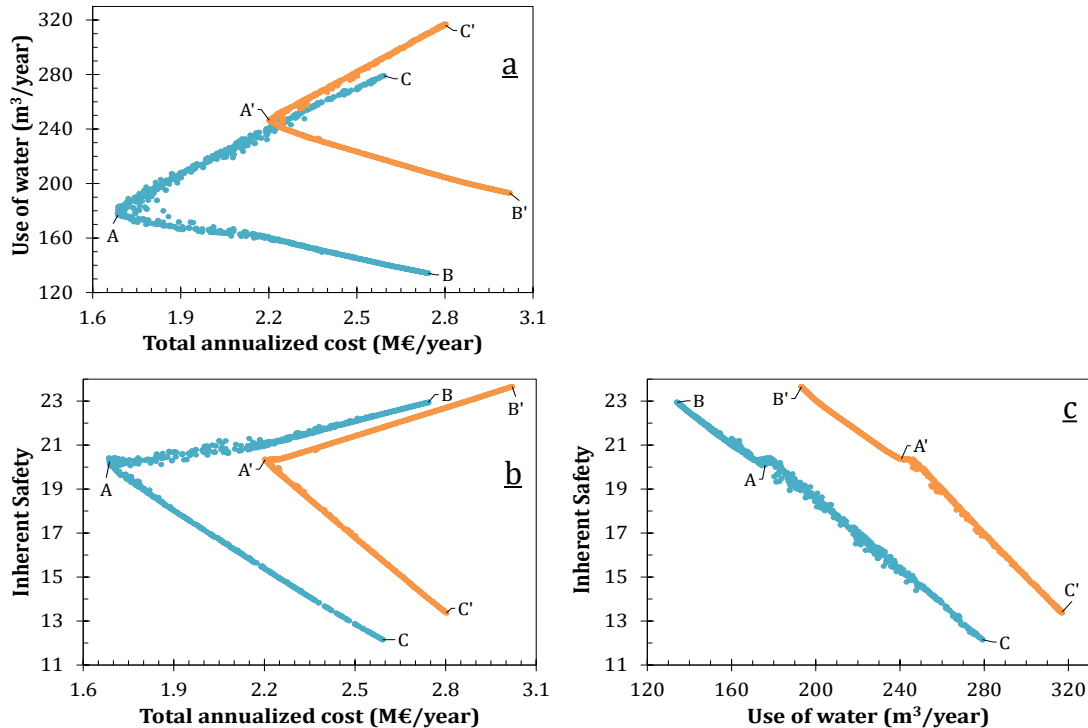 a
Use of water (m³/year)
320
280
240
200
160
120
C'
C
A'
B'
A
B
1.6
1.9
2.2
2.5
2.8
3.1
Total annualized cost (M€/year)
b
Inherent Safety
23
21
19
17
15
13
11
B
B'
A
A'
C'
C
1.6
1.9
2.2
2.5
2.8
3.1
Total annualized cost (M€/year)
c
Inherent Safety
23
21
19
17
15
13
11
B
B'
A'
A
C'
C
120
160
200
240
280
320
Use of water (m³/year)